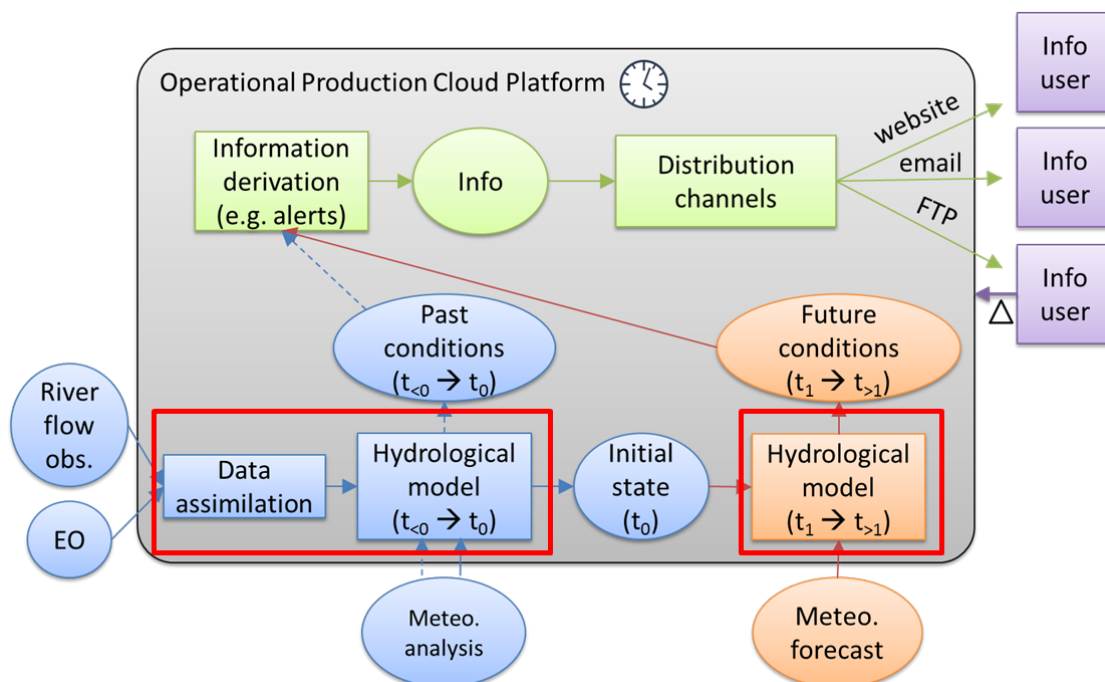 Operational Production Cloud Platform
Info
user
website
Information
derivation
(e.g. alerts)
Info
Distribution
channels
email
Info
user
FTP
Info
user
Δ
Past
conditions
(t<0 → t0)
Future
conditions
(t1 → t>1)
River
flow
obs.
EO
Data
assimilation
Hydrological
model
(t<0 → t0)
Initial
state
(t0)
Hydrological
model
(t1 → t>1)
Meteo.
analysis
Meteo.
forecast